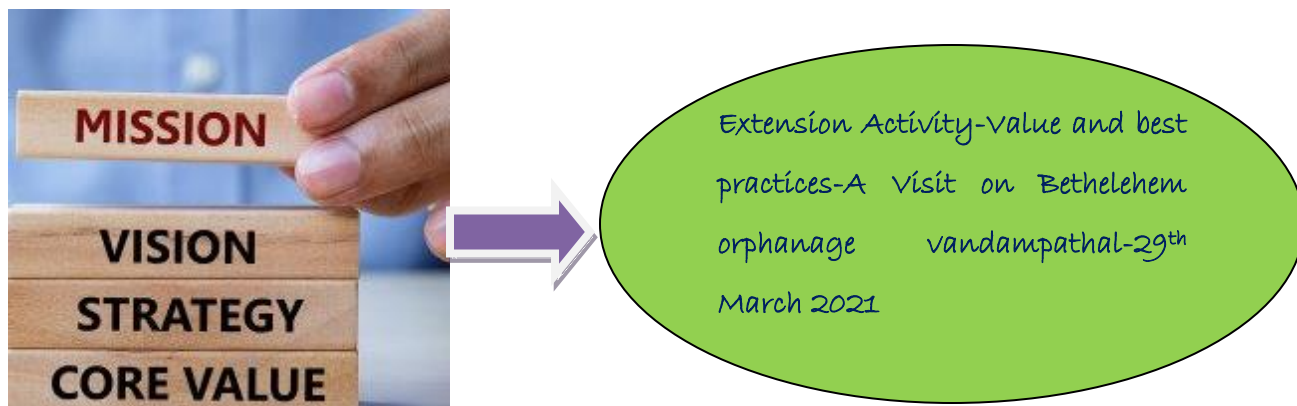 MISSION
VISION
STRATEGY
CORE VALUE
Extension Activity-Value and best
practices-A Visit on Bethelehem
orphanage vandampathal-29th
March 2021